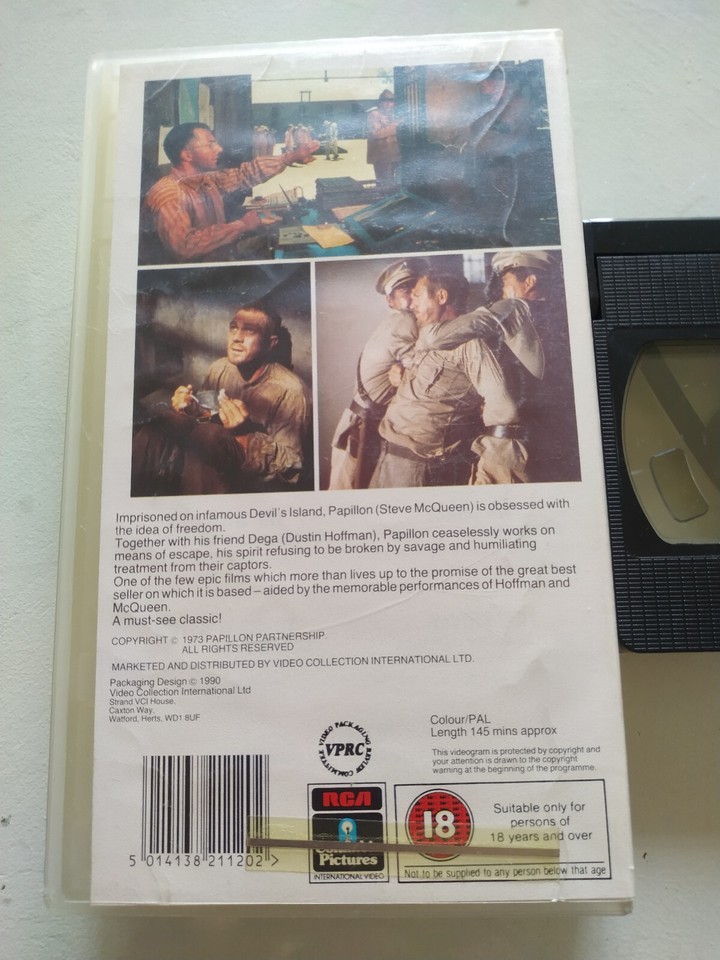 Imprisoned on infamous Devil's Island, Papillon (Steve McQueen) is obsessed with
the idea of freedom.
Together with his friend Dega (Dustin Hoffman), Papillon ceaselessly works on
means of escape, his spirit refusing to be broken by savage and humiliating
treatment from their captors.
One of the few epic films which more than lives up to the promise of the great best
seller on which it is based – aided by the memorable performances of Hoffman and
McQueen.
A must-see classic!
COPYRIGHT © 1973 PAPILLON PARTNERSHIP.
ALL RIGHTS RESERVED
MARKETED AND DISTRIBUTED BY VIDEO COLLECTION INTERNATIONAL LTD.
Packaging Design © 1990
Video Collection International Ltd
Strand VCI House,
Caxton Way,
Watford, Herts, WD1 8UF
Colour/PAL
Length 145 mins approx
This videogram is protected by copyright and
your attention is drawn to the copyright
warning at the beginning of the programme.
VIDEO PACKAGING REVIEW COMMITTEE
VPRC
5 014138 211202 >
RCA
Pictures
INTERNATIONAL VIDEO
18
Suitable only for
persons of
18 years and over
Not to be supplied to any person below that age